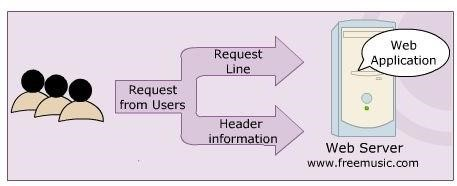 Request
from Users
Request
Line
Header
information
Web
Application
Web Server
www.freemusic.com